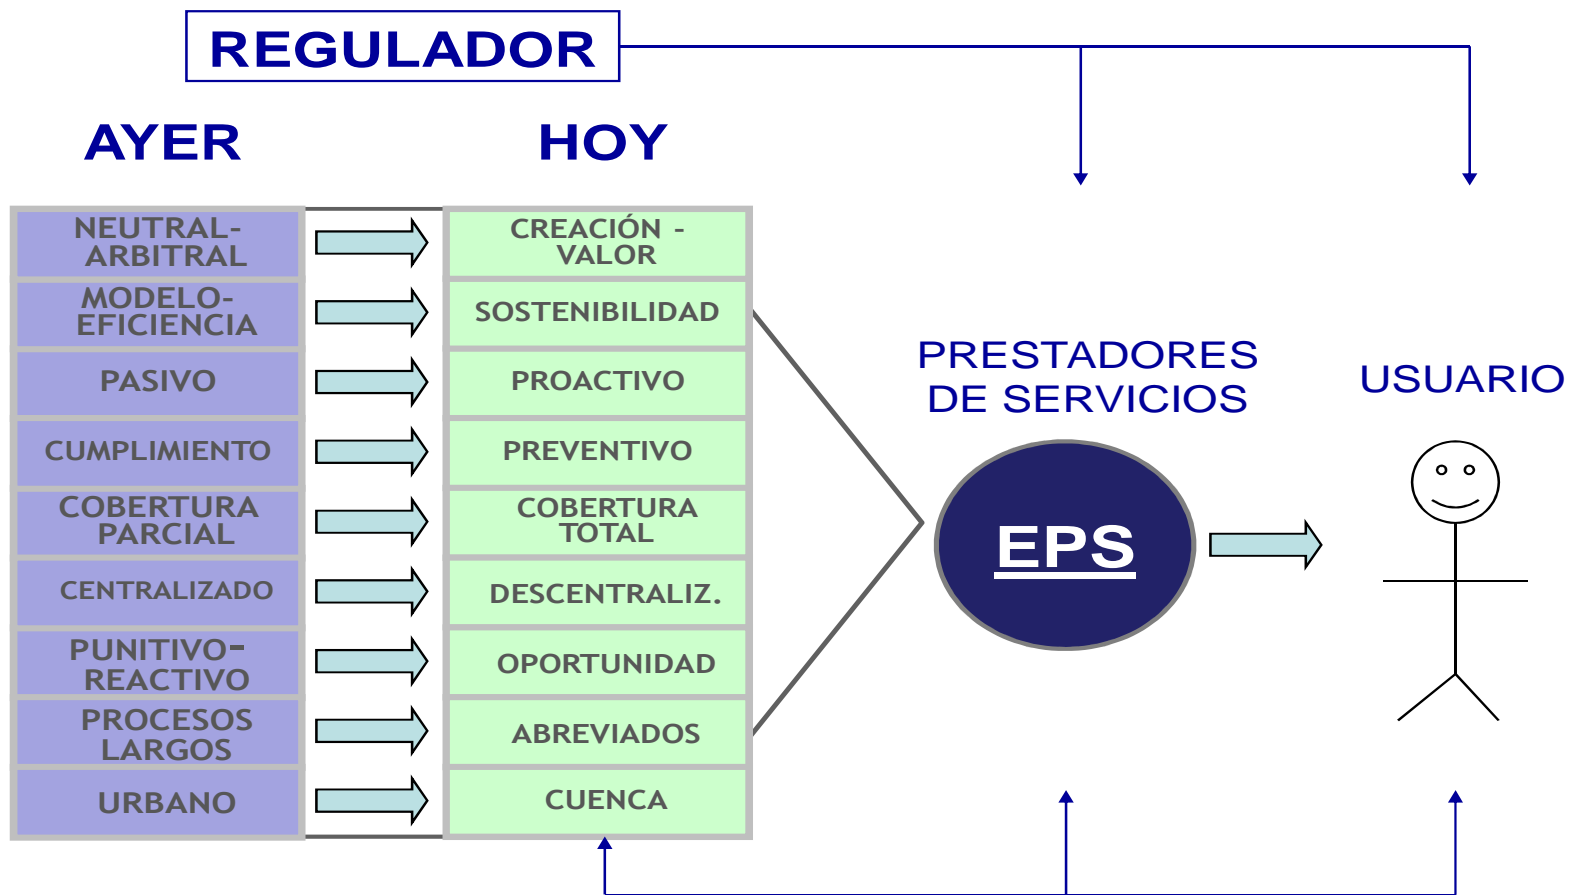 REGULADOR
AYER
HOY
NEUTRAL-
ARBITRAL
CREACIÓN -
VALOR
MODELO-
EFICIENCIA
SOSTENIBILIDAD
PASIVO
PROACTIVO
CUMPLIMIENTO
PREVENTIVO
COBERTURA
PARCIAL
COBERTURA
TOTAL
CENTRALIZADO
DESCENTRALIZ.
PUNITIVO-
REACTIVO
OPORTUNIDAD
PROCESOS
LARGOS
ABREVIADOS
URBANO
CUENCA
PRESTADORES
DE SERVICIOS
EPS
USUARIO